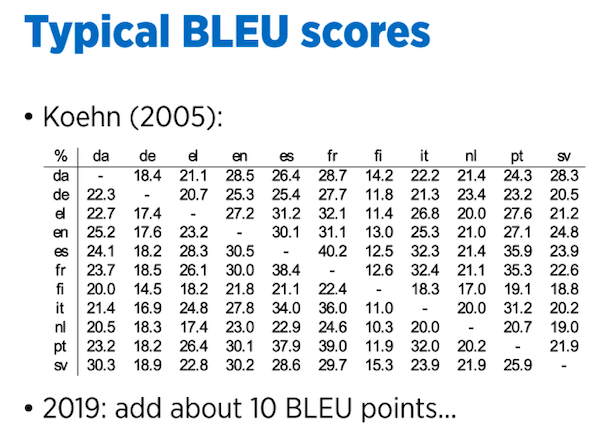 Typical BLEU scores
• Koehn (2005):
% da de el en es fr fi it nl pt sv
da - 18.4 21.1 28.5 26.4 28.7 14.2 22.2 21.4 24.3 28.3
de 22.3 - 20.7 25.3 25.4 27.7 11.8 21.3 23.4 23.2 20.5
el 22.7 17.4 - 27.2 31.2 32.1 11.4 26.8 20.0 27.6 21.2
en 25.2 17.6 23.2 - 30.1 31.1 13.0 25.3 21.0 27.1 24.8
es 24.1 18.2 28.3 30.5 - 40.2 12.5 32.3 21.4 35.9 23.9
fr 23.7 18.5 26.1 30.0 38.4 - 12.6 32.4 21.1 35.3 22.6
fi 20.0 14.5 18.2 21.8 21.1 22.4 - 18.3 17.0 19.1 18.8
it 21.4 16.9 24.8 27.8 34.0 36.0 11.0 - 20.0 31.2 20.2
nl 20.5 18.3 17.4 23.0 22.9 24.6 10.3 20.0 - 20.7 19.0
pt 23.2 18.2 26.4 30.1 37.9 39.0 11.9 32.0 20.2 - 21.9
sv 30.3 18.9 22.8 30.2 28.6 29.7 15.3 23.9 21.9 25.9 -
• 2019: add about 10 BLEU points...